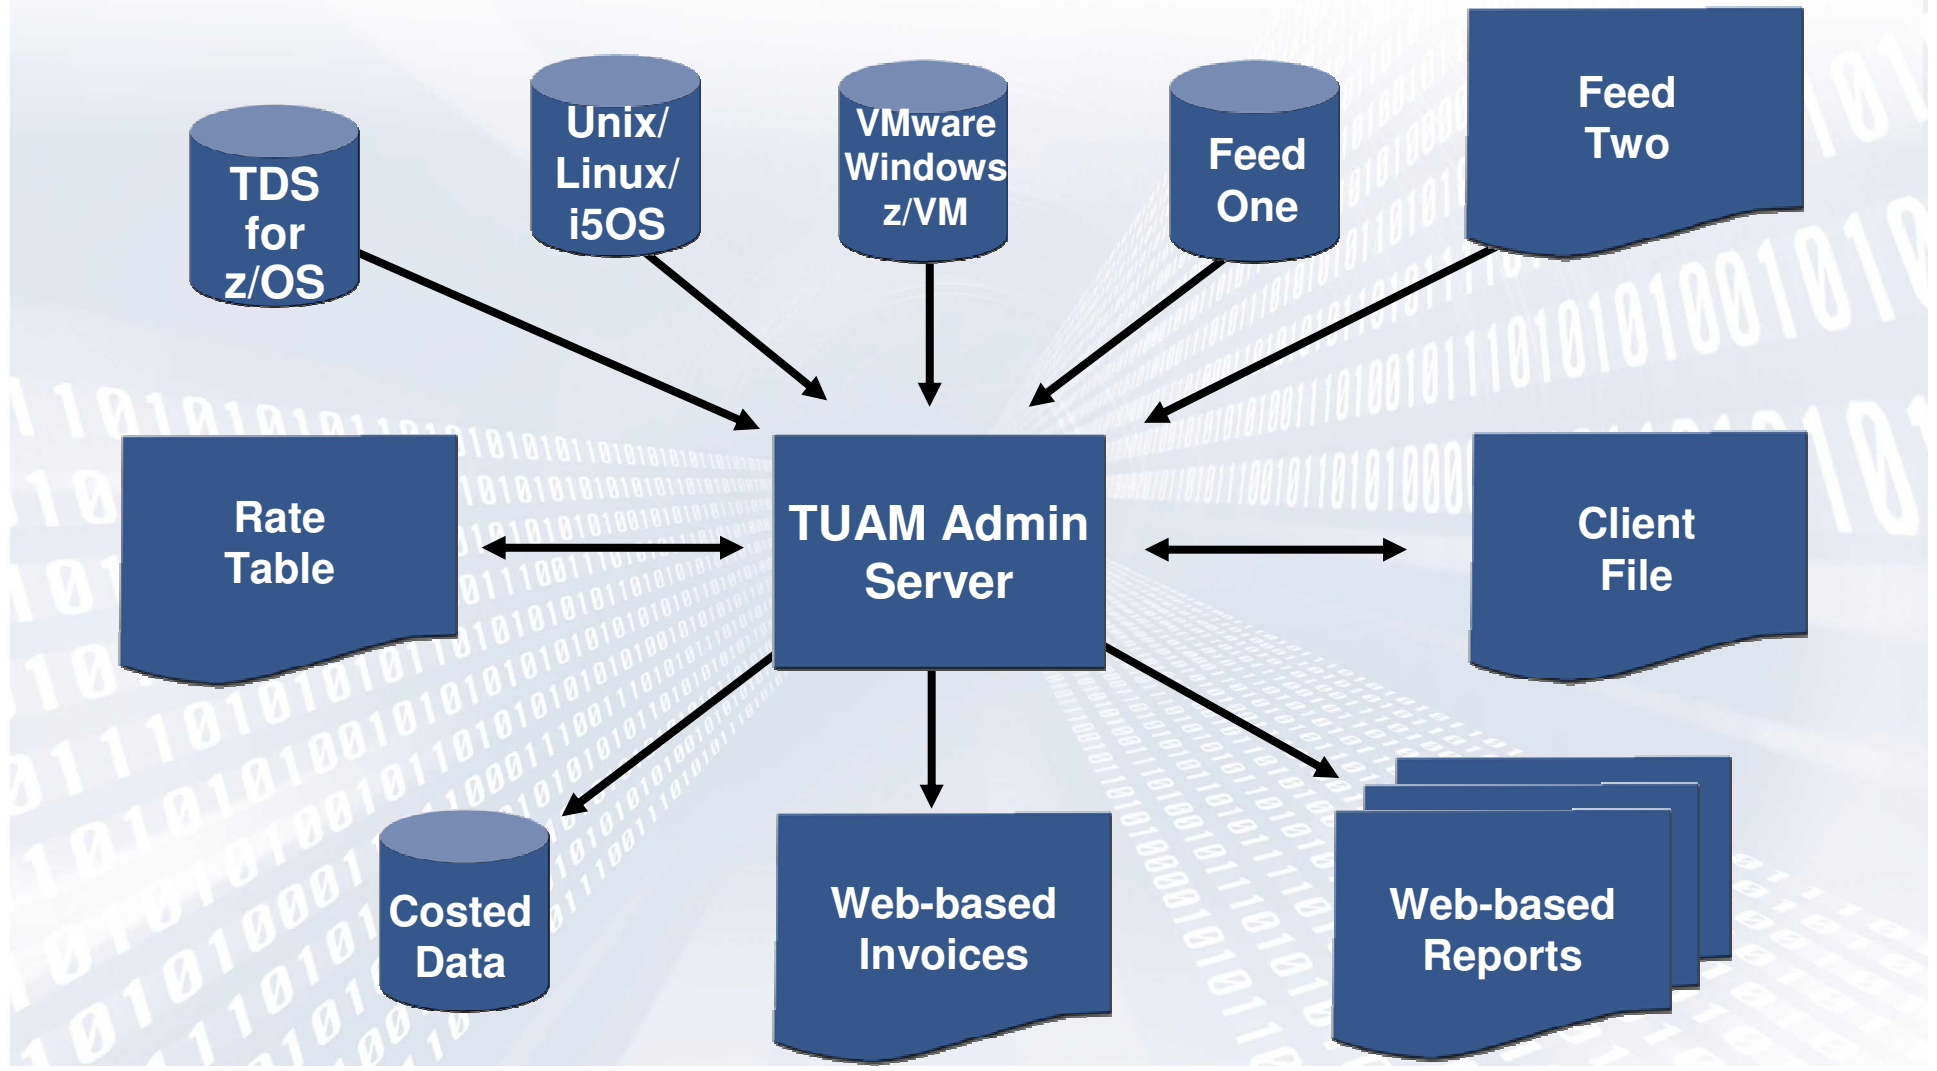 TDS
for
z/OS
Unix/
Linux/
i5OS
VMware
Windows
z/VM
Feed
One
Feed
Two
Rate
Table
TUAM Admin
Server
Client
File
Costed
Data
Web-based
Invoices
Web-based
Reports